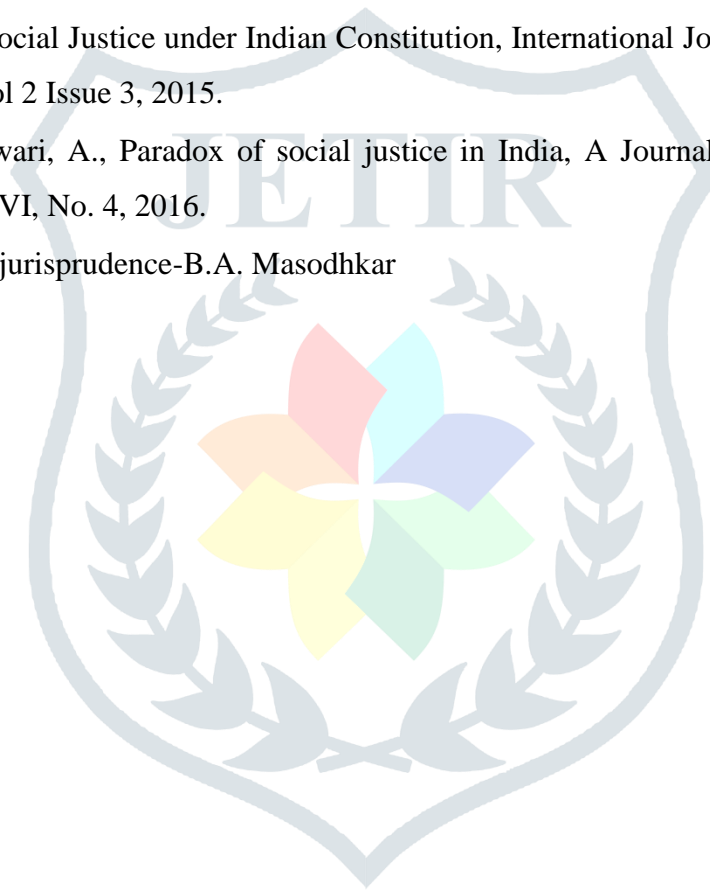 ocial Justice under Indian Constitution, International Jo
l 2 Issue 3, 2015.
wari, A., Paradox of social justice in India, A Journal
VI, No. 4, 2016.
jurisprudence-B.A. Masodhkar
JETIR